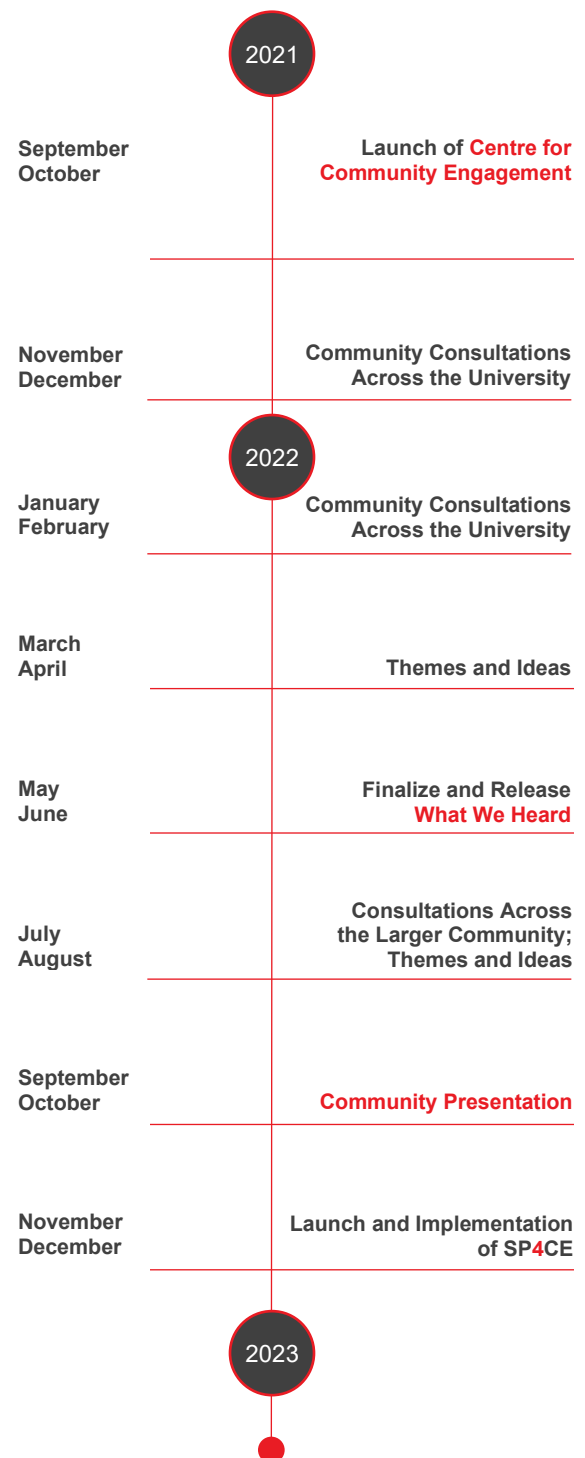 2021
September
October
Launch of Centre for
Community Engagement
November
December
Community Consultations
Across the University
2022
January
February
Community Consultations
Across the University
March
April
Themes and Ideas
May
June
Finalize and Release
What We Heard
July
August
Consultations Across
the Larger Community;
Themes and Ideas
September
October
Community Presentation
November
December
Launch and Implementation
of SP4CE
2023